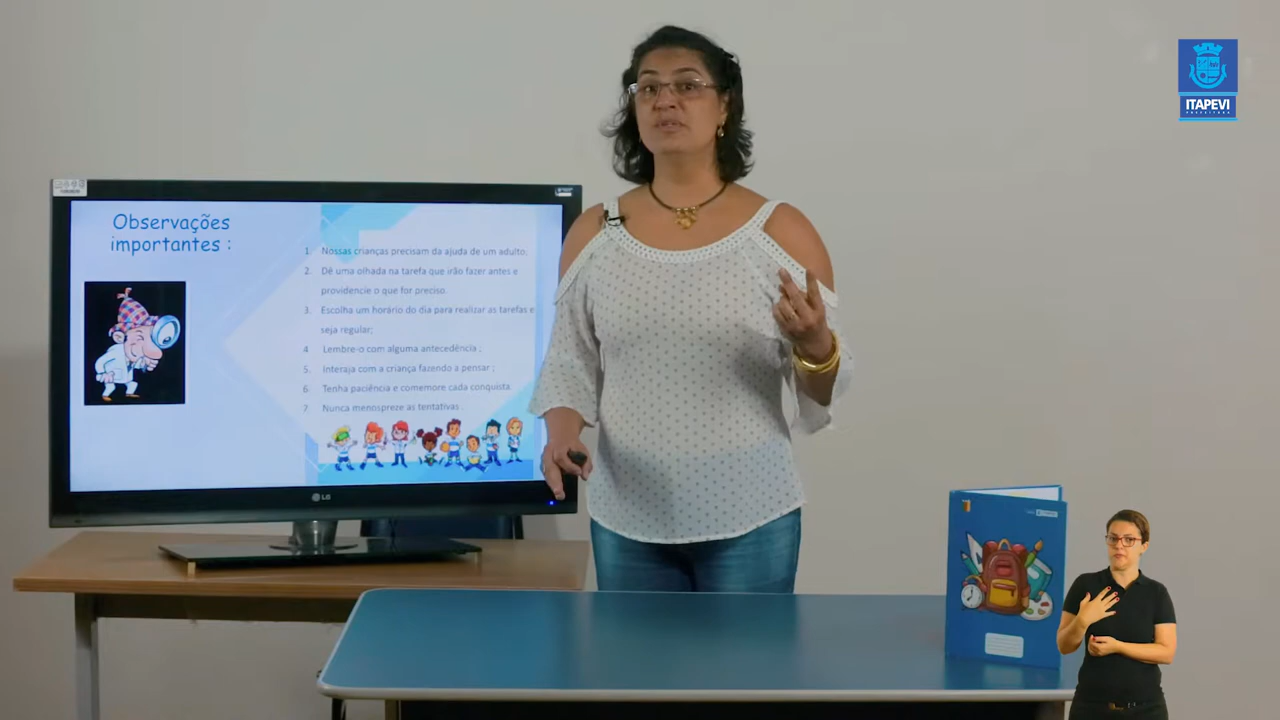 ITAPEVI
PREFEITURA
Observações
importantes :
1. Nossas crianças precisam da ajuda de um adulto;
2. Dê uma olhada na tarefa que irão fazer antes e
providencie o que for preciso.
3. Escolha um horário do dia para realizar as tarefas e
seja regular;
4 Lembre-o com alguma antecedência ;
5. Interaja com a criança fazendo a pensar ;
6. Tenha paciência e comemore cada conquista.
7. Nunca menospreze as tentativas
LG